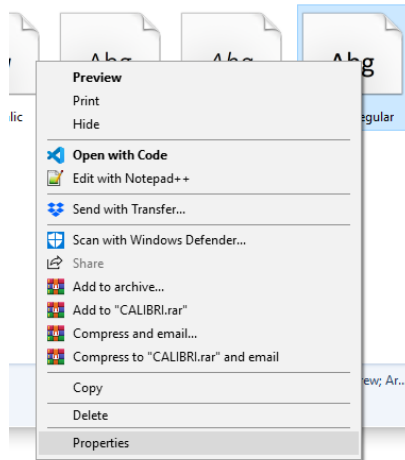 Abg
Abg
Abg
lic
egular
Preview
Print
Hide
Open with Code
Edit with Notepad++
Send with Transfer...
Scan with Windows Defender...
Share
Add to archive...
Add to "CALIBRI.rar"
Compress and email...
Compress to "CALIBRI.rar" and email
Copy
ew; Ar...
Delete
Properties